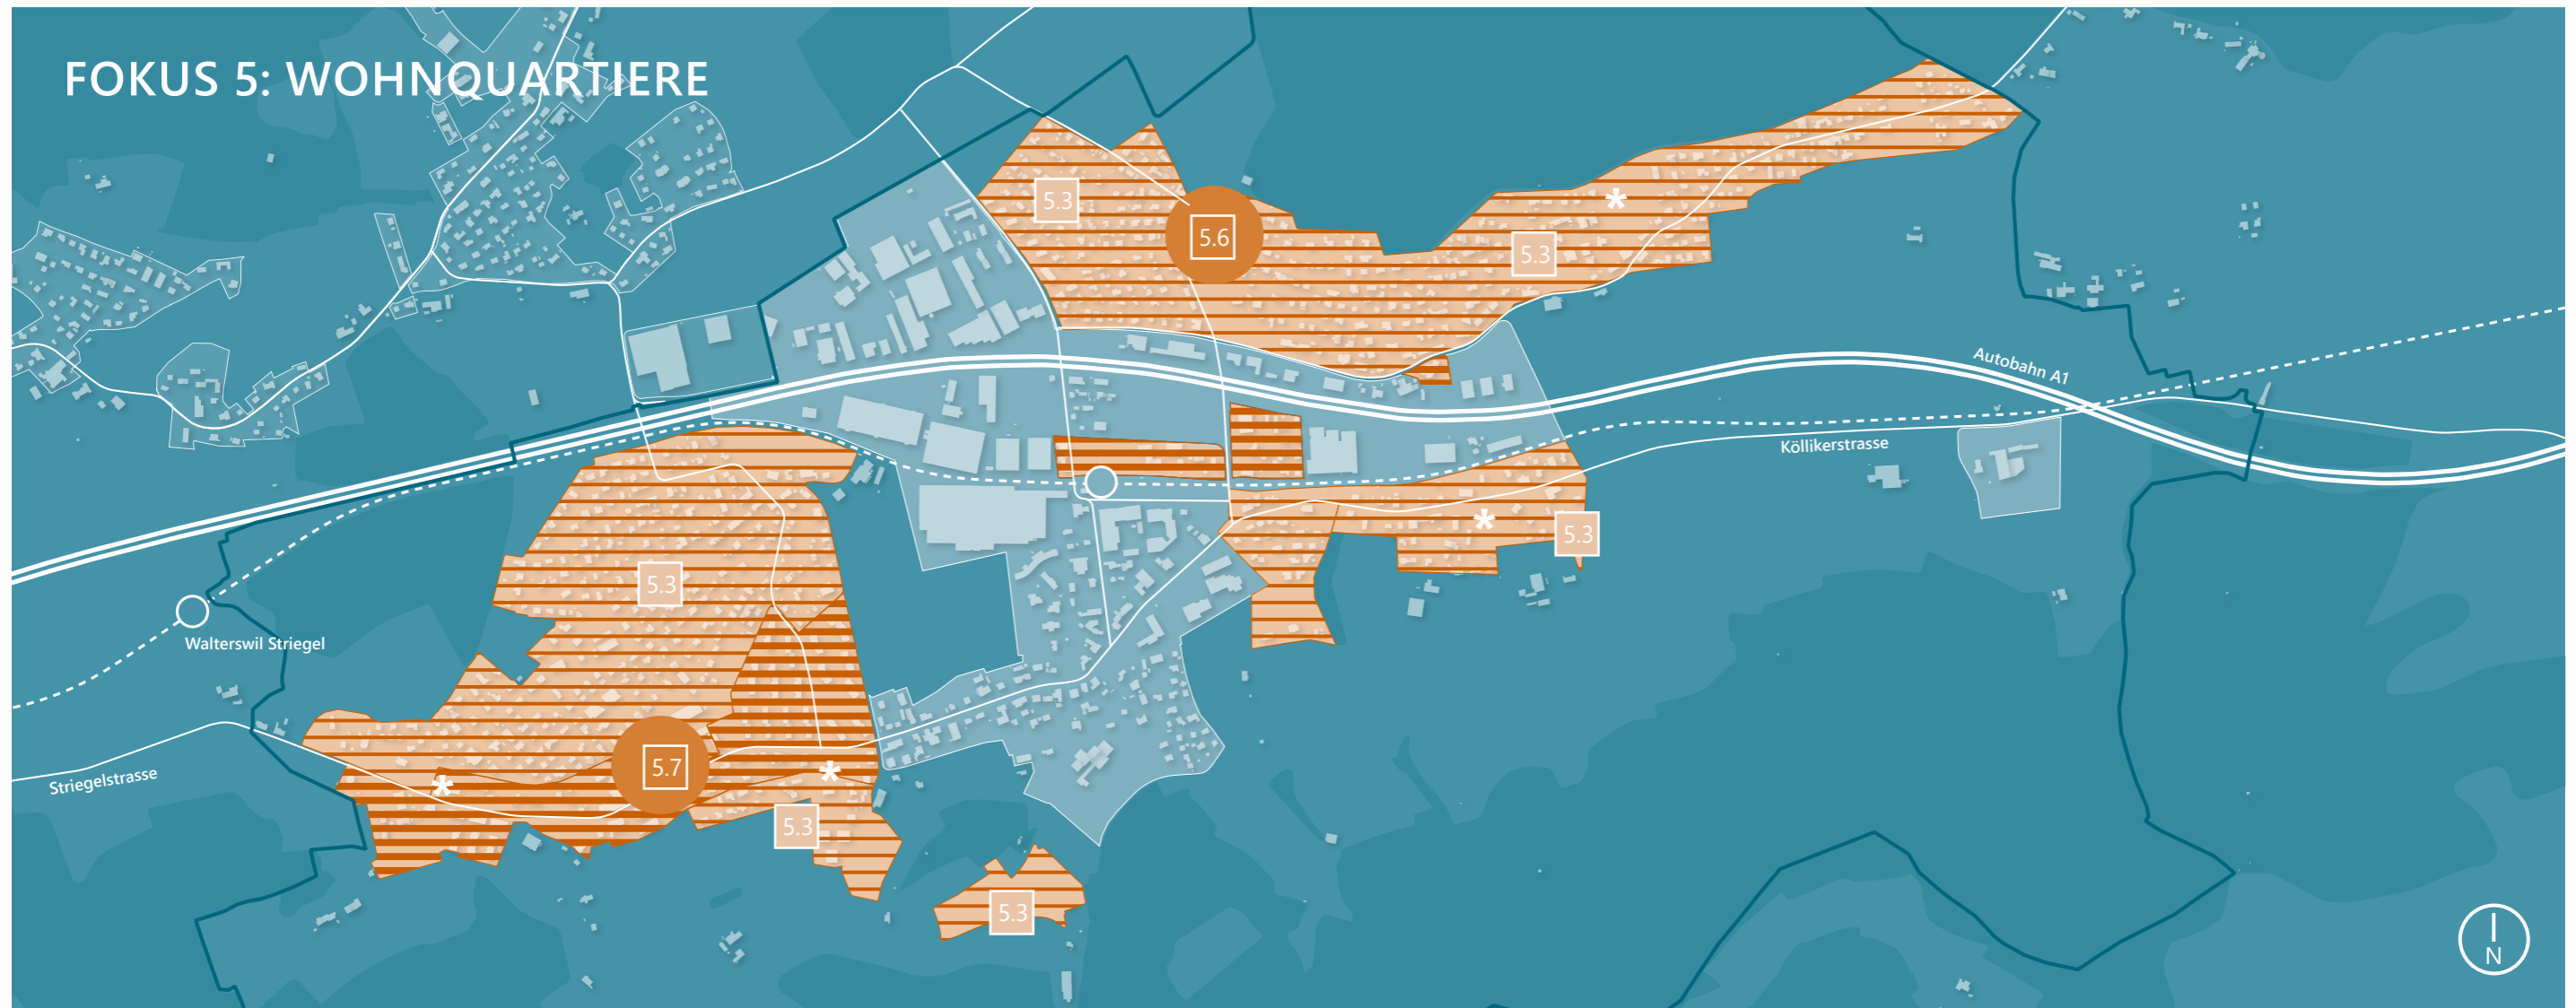 FOKUS 5: WOHNQUARTIERE
5.3
5.6
5.3
Autobahn A1
Köllikerstrasse
5.3
5.3
Walterswil Striegel
5.7
Striegelstrasse
5.3
5.3
N